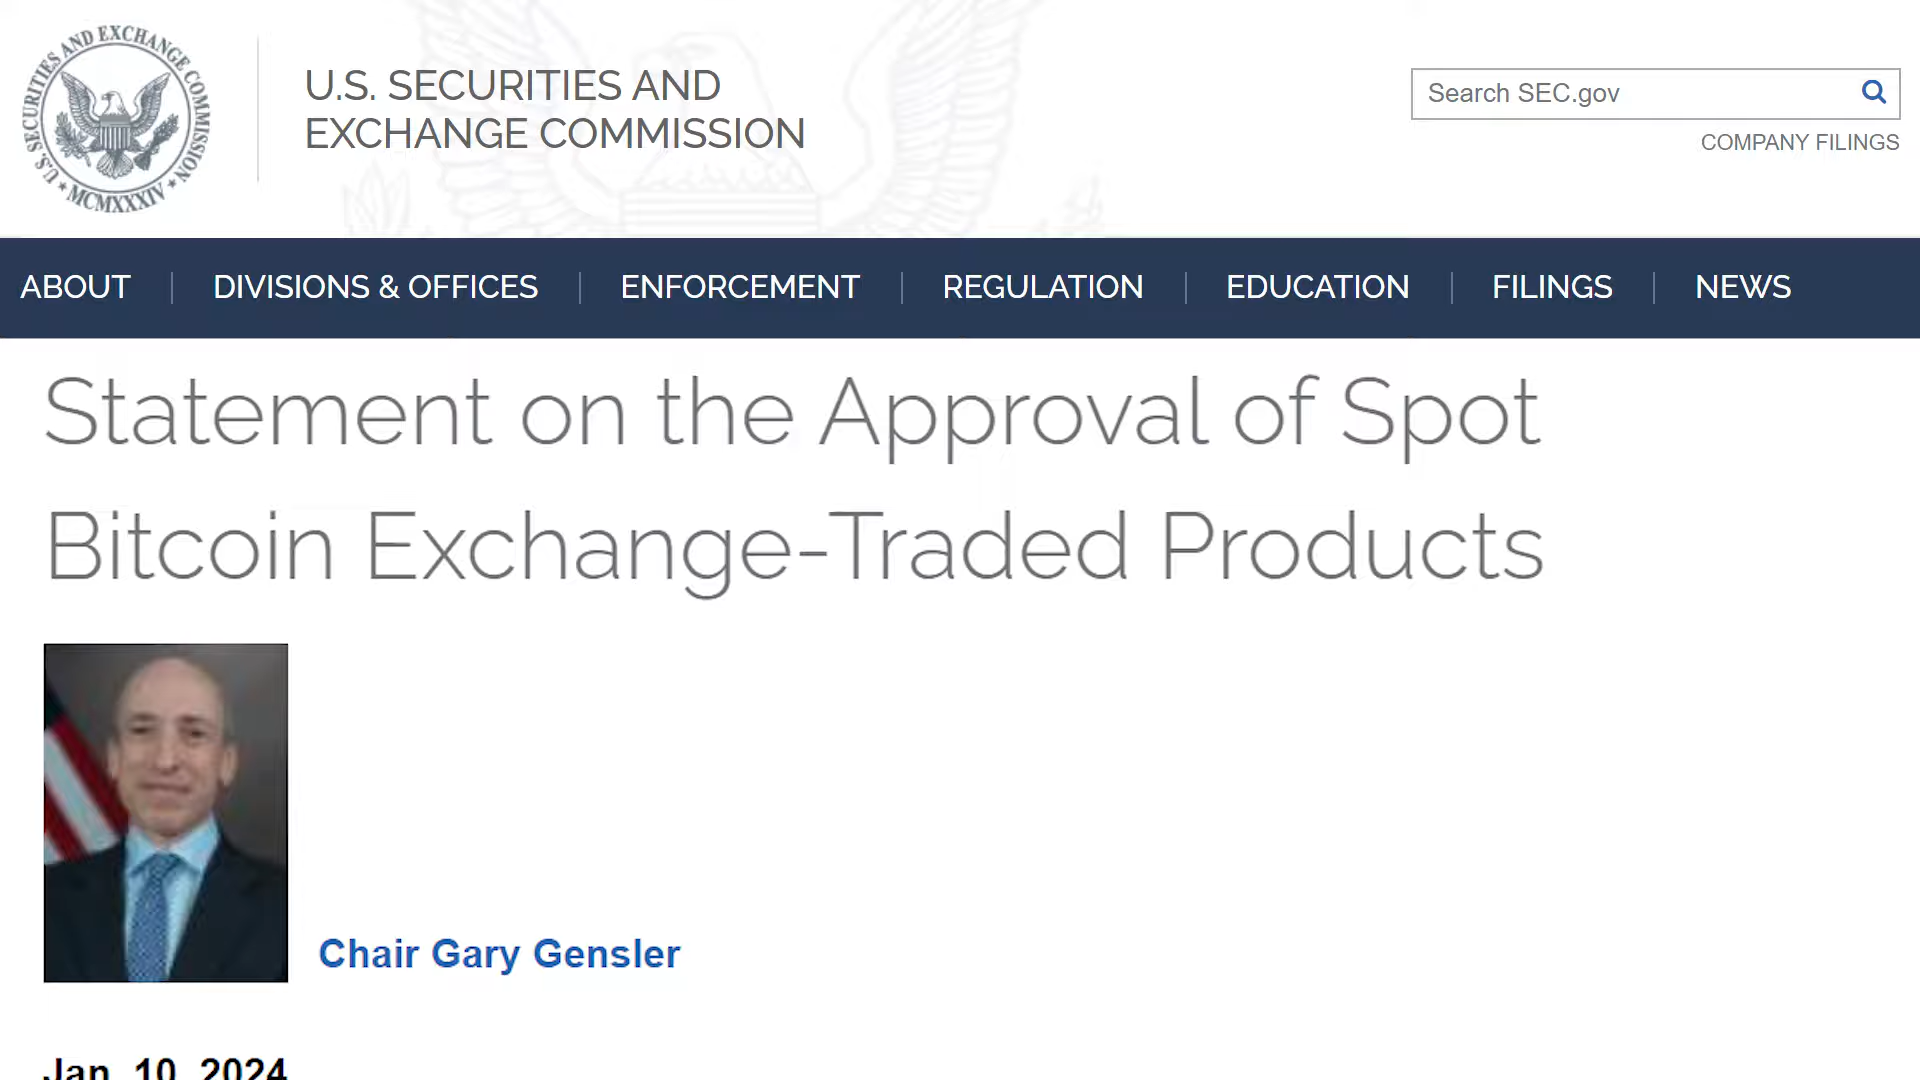 U.S. SECURITIES AND EXCHANGE COMMISSION
MCMXXXIV
U.S. SECURITIES AND
EXCHANGE COMMISSION
Search SEC.gov
COMPANY FILINGS
ABOUT
DIVISIONS & OFFICES
ENFORCEMENT
REGULATION
EDUCATION
FILINGS
NEWS
Statement on the Approval of Spot
Bitcoin Exchange-Traded Products
Chair Gary Gensler
Jan. 10, 2024